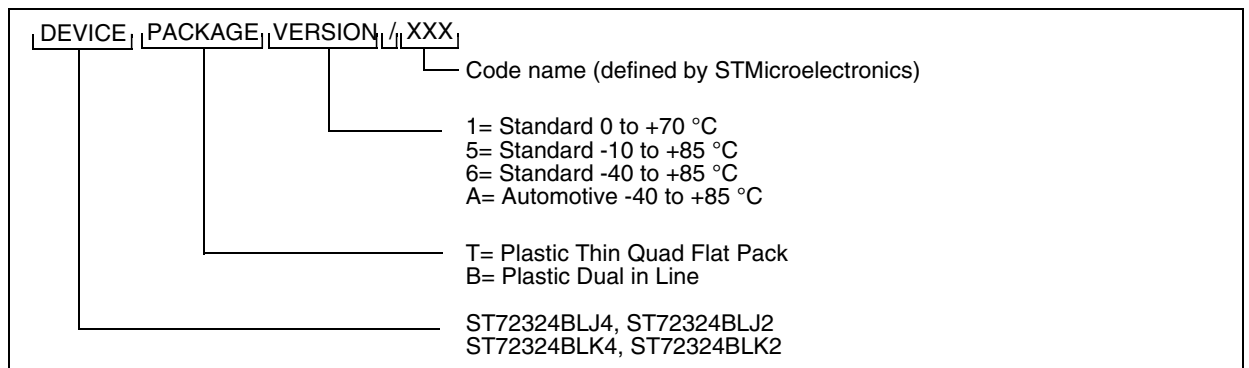 DEVICE PACKAGE VERSION / XXX
Code name (defined by STMicroelectronics)
1= Standard 0 to +70 °C
5= Standard -10 to +85 °C
6= Standard -40 to +85 °C
A= Automotive -40 to +85 °C
T= Plastic Thin Quad Flat Pack
B= Plastic Dual in Line
ST72324BLJ4, ST72324BLJ2
ST72324BLK4, ST72324BLK2